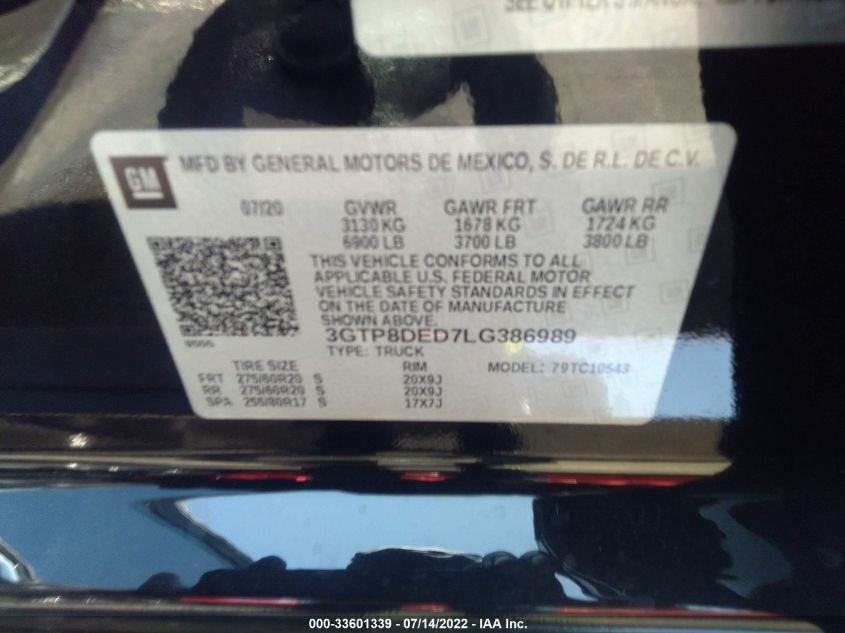 SEE OWNER'S MANUAL
GM
MFD BY GENERAL MOTORS DE MEXICO, S. DE R.L. DE C.V.
07/20 GVWR GAWR FRT GAWR RR
3130 KG 1678 KG 1724 KG
6900 LB 3700 LB 3800 LB
THIS VEHICLE CONFORMS TO ALL
APPLICABLE U.S. FEDERAL MOTOR
VEHICLE SAFETY STANDARDS IN EFFECT
ON THE DATE OF MANUFACTURE
SHOWN ABOVE.
3GTP8DED7LG386989
TYPE: TRUCK
TIRE SIZE RIM MODEL: 79TC10543
FRT 275/60R20 S 20X9J
RR 275/60R20 S 20X9J
SPA 255/80R17 S 17X7J
000-33601339 - 07/14/2022 - IAA Inc.